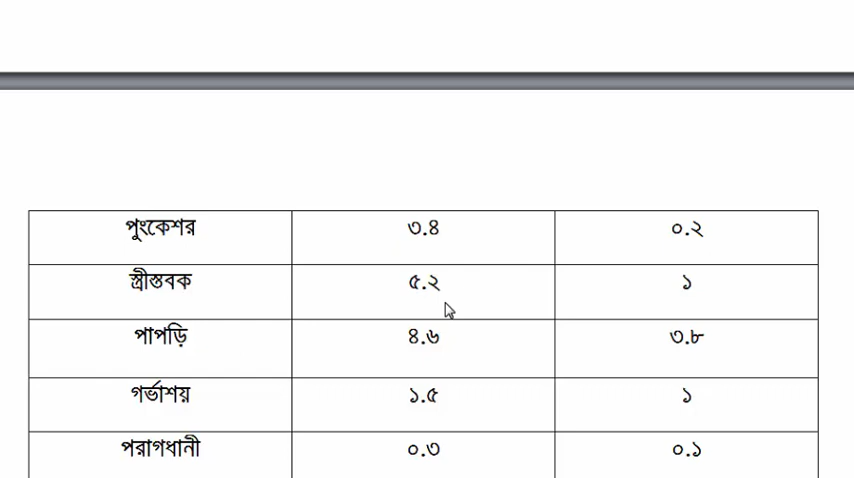 পুংকেশর ৩.৪ ০.২
স্ত্রীস্তবক ৫.২ ১
পাপড়ি ৪.৬ ৩.৮
গর্ভাশয় ১.৫ ১
পরাগধানী ০.৩ ০.১